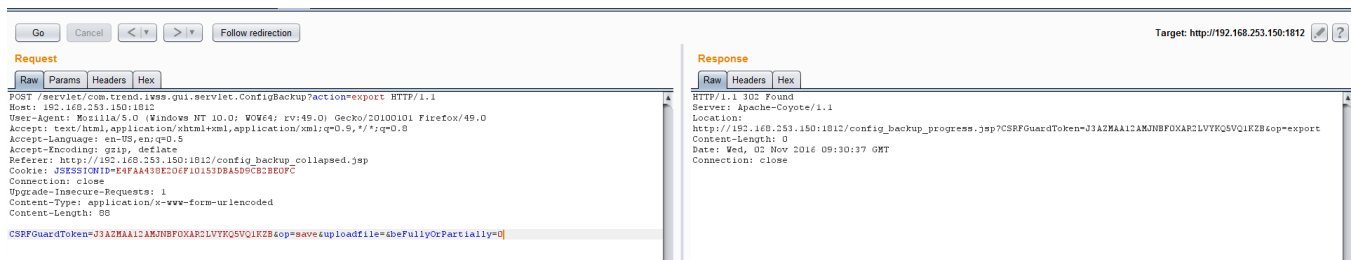 Go Cancel < > Follow redirection Target: http://192.168.253.150:1812 ?
Request
Raw Params Headers Hex
POST /servlet/com.trend.iwss.gui.servlet.ConfigBackup?action=export HTTP/1.1
Host: 192.168.253.150:1812
User-Agent: Mozilla/5.0 (Windows NT 10.0; WOW64; rv:49.0) Gecko/20100101 Firefox/49.0
Accept: text/html,application/xhtml+xml,application/xml;q=0.9,*/*;q=0.8
Accept-Language: en-US,en;q=0.5
Accept-Encoding: gzip, deflate
Referer: http://192.168.253.150:1812/config_backup_collapsed.jsp
Cookie: JSESSIONID=E4FAA438E206F10153DBA5D9CB2BE0FC
Connection: close
Upgrade-Insecure-Requests: 1
Content-Type: application/x-www-form-urlencoded
Content-Length: 88
CSRFGuardToken=J3AZMAA12AMJNBF0XAR2LVYKQ5VQ1KZB&op=save&uploadfile=&beFullyOrPartially=0
Response
Raw Headers Hex
HTTP/1.1 302 Found
Server: Apache-Coyote/1.1
Location:
http://192.168.253.150:1812/config_backup_progress.jsp?CSRFGuardToken=J3AZMAA12AMJNBF0XAR2LVYKQ5VQ1KZB&op=export
Content-Length: 0
Date: Wed, 02 Nov 2016 09:30:37 GMT
Connection: close